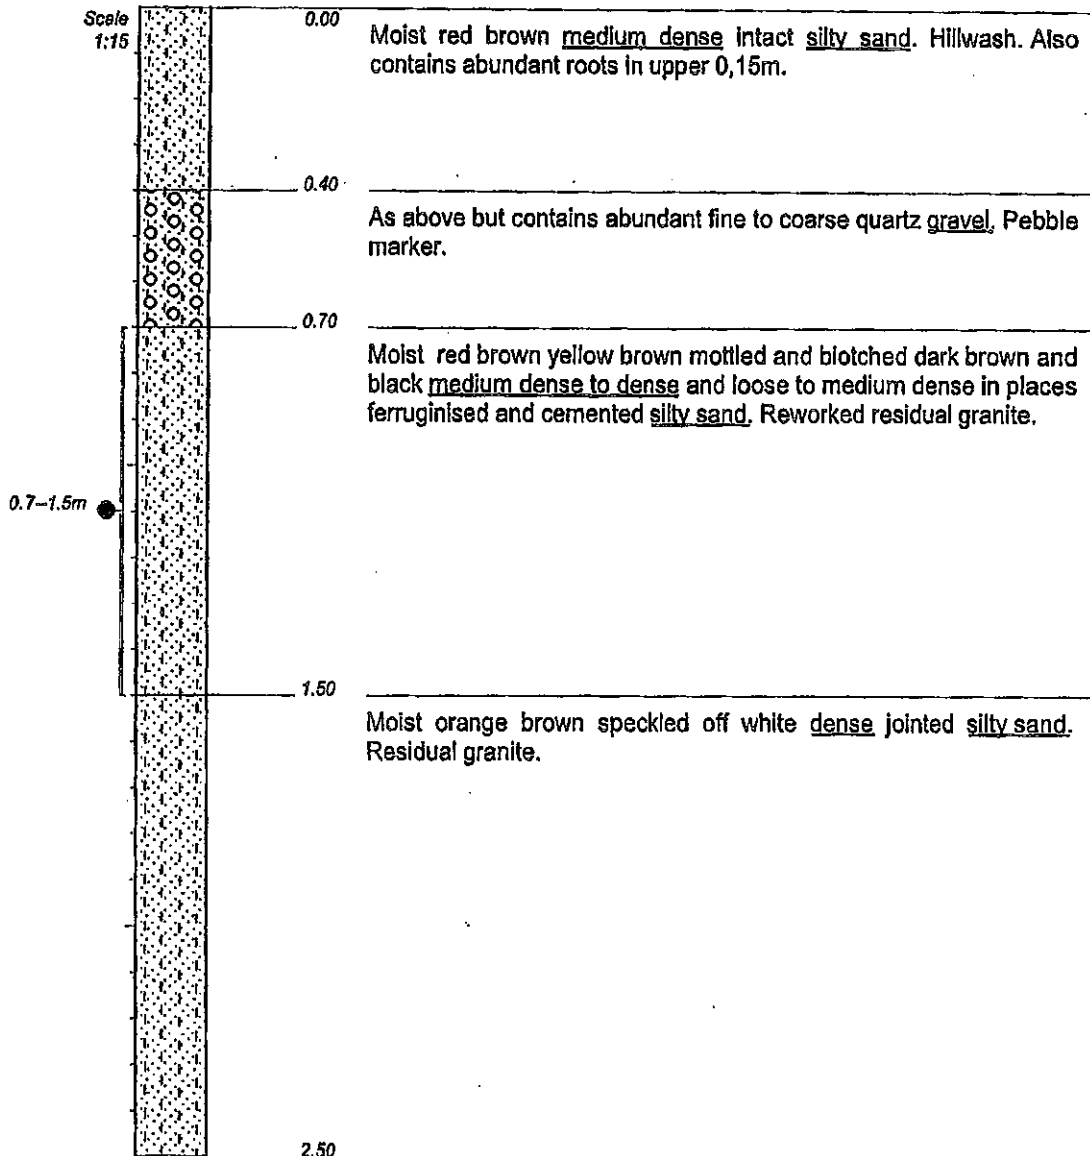 Scale
1:15
0.00
Moist red brown medium dense intact silty sand. Hillwash. Also
contains abundant roots in upper 0,15m.
0.40
As above but contains abundant fine to coarse quartz gravel. Pebble
marker.
0.70
Moist red brown yellow brown mottled and blotched dark brown and
black medium dense to dense and loose to medium dense in places
ferruginised and cemented silty sand. Reworked residual granite.
0.7–1.5m
1.50
Moist orange brown speckled off white dense jointed silty sand.
Residual granite.
2.50